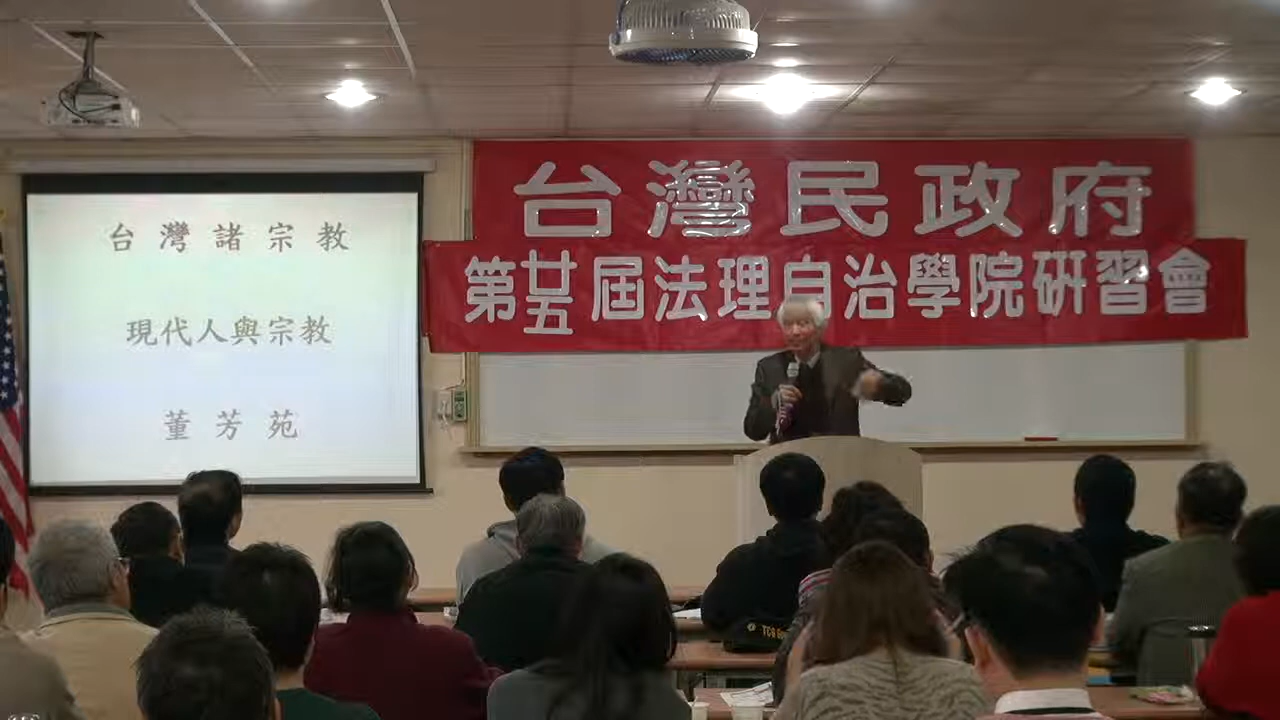 台灣諸宗教
現代人與宗教
董芳苑
台灣民政府
第廿五屆法理自治學院研習會